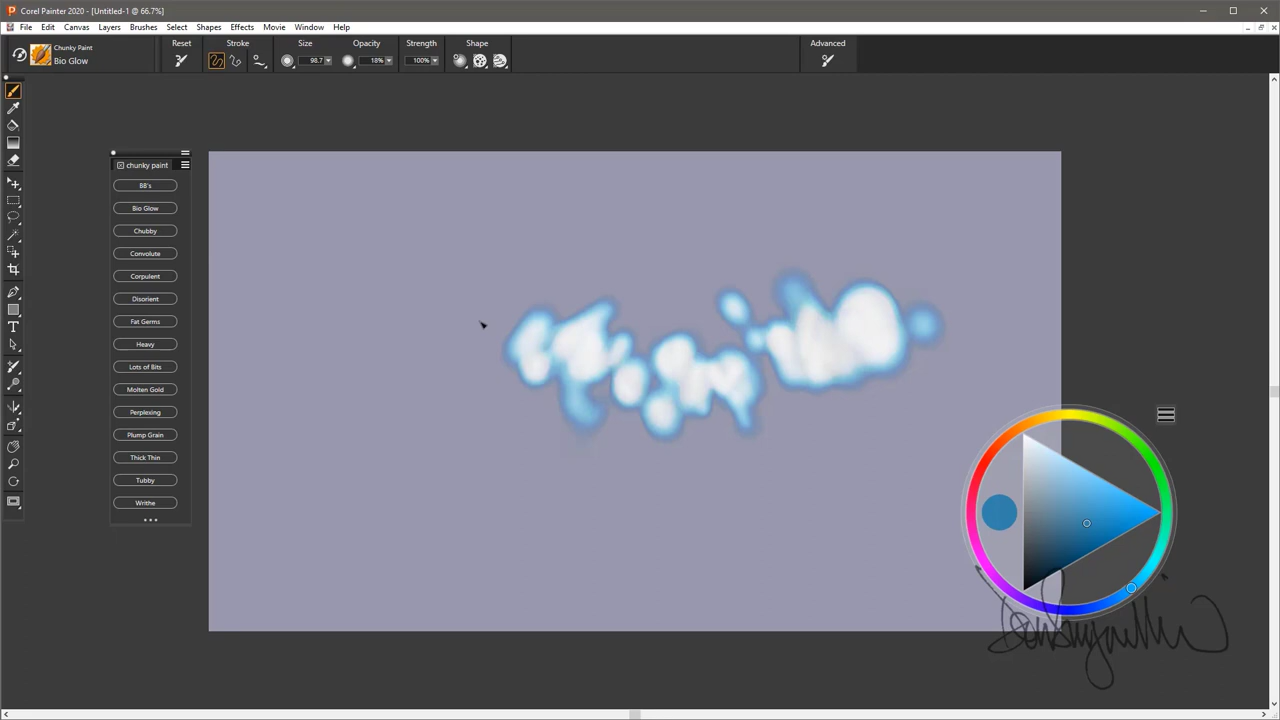 Corel Painter 2020 - [Untitled-1 @ 66.7%]
File Edit Canvas Layers Brushes Select Shapes Effects Movie Window Help
Chunky Paint
Bio Glow
Reset Stroke Size Opacity Strength Shape Advanced
98.7 18% 100%
chunky paint
BB's
Bio Glow
Chubby
Convolute
Corpulent
Disorient
Fat Germs
Heavy
Lots of Bits
Molten Gold
Perplexing
Plump Grain
Thick Thin
Tubby
Writhe